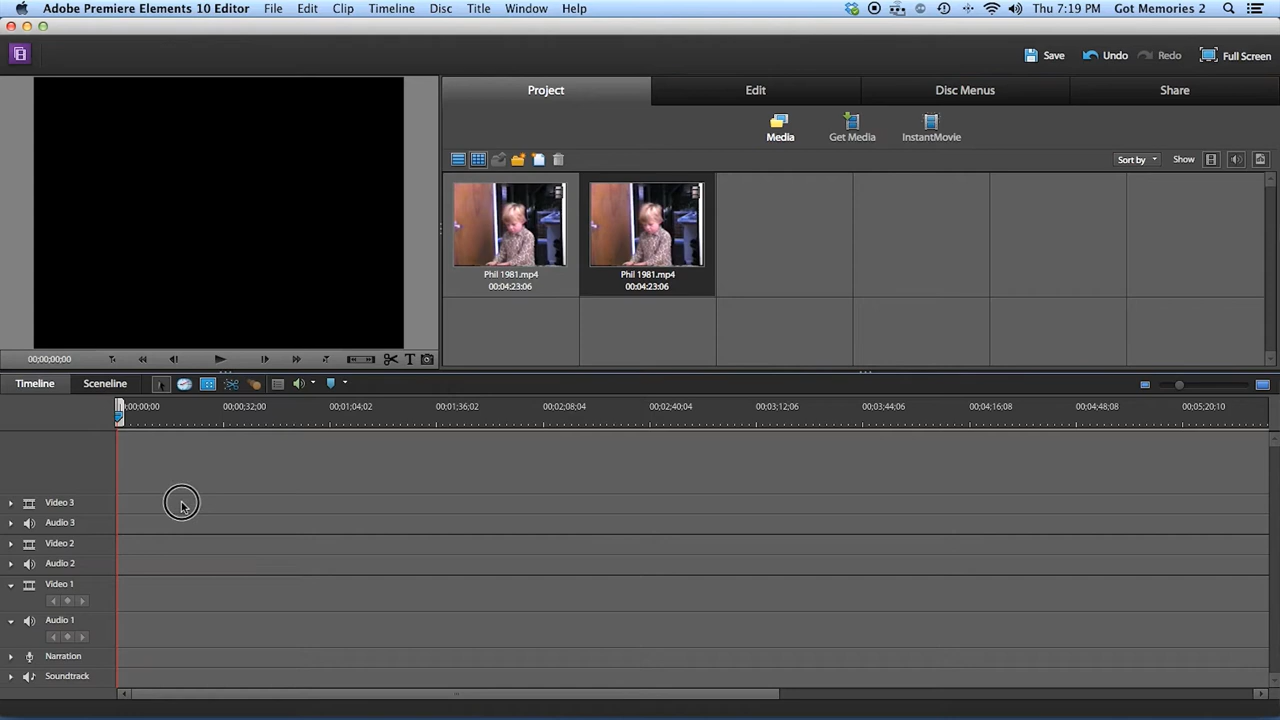 Adobe Premiere Elements 10 Editor File Edit Clip Timeline Disc Title Window Help Thu 7:19 PM Got Memories 2
Save Undo Redo Full Screen
Project Edit Disc Menus Share
Media Get Media InstantMovie
Sort by Show
Phil 1981.mp4 Phil 1981.mp4
00:04:23:06 00:04:23:06
00;00;00;00
T
Timeline Sceneline
00:00:32:00 00:01:04:02 00:01:36:02 00:02:08:04 00:02:40:04 00:03:12:06 00:03:44:06 00:04:16:08 00:04:48:08 00:05:20:10
Video 3
Audio 3
Video 2
Audio 2
Video 1
Audio 1
Narration
Soundtrack